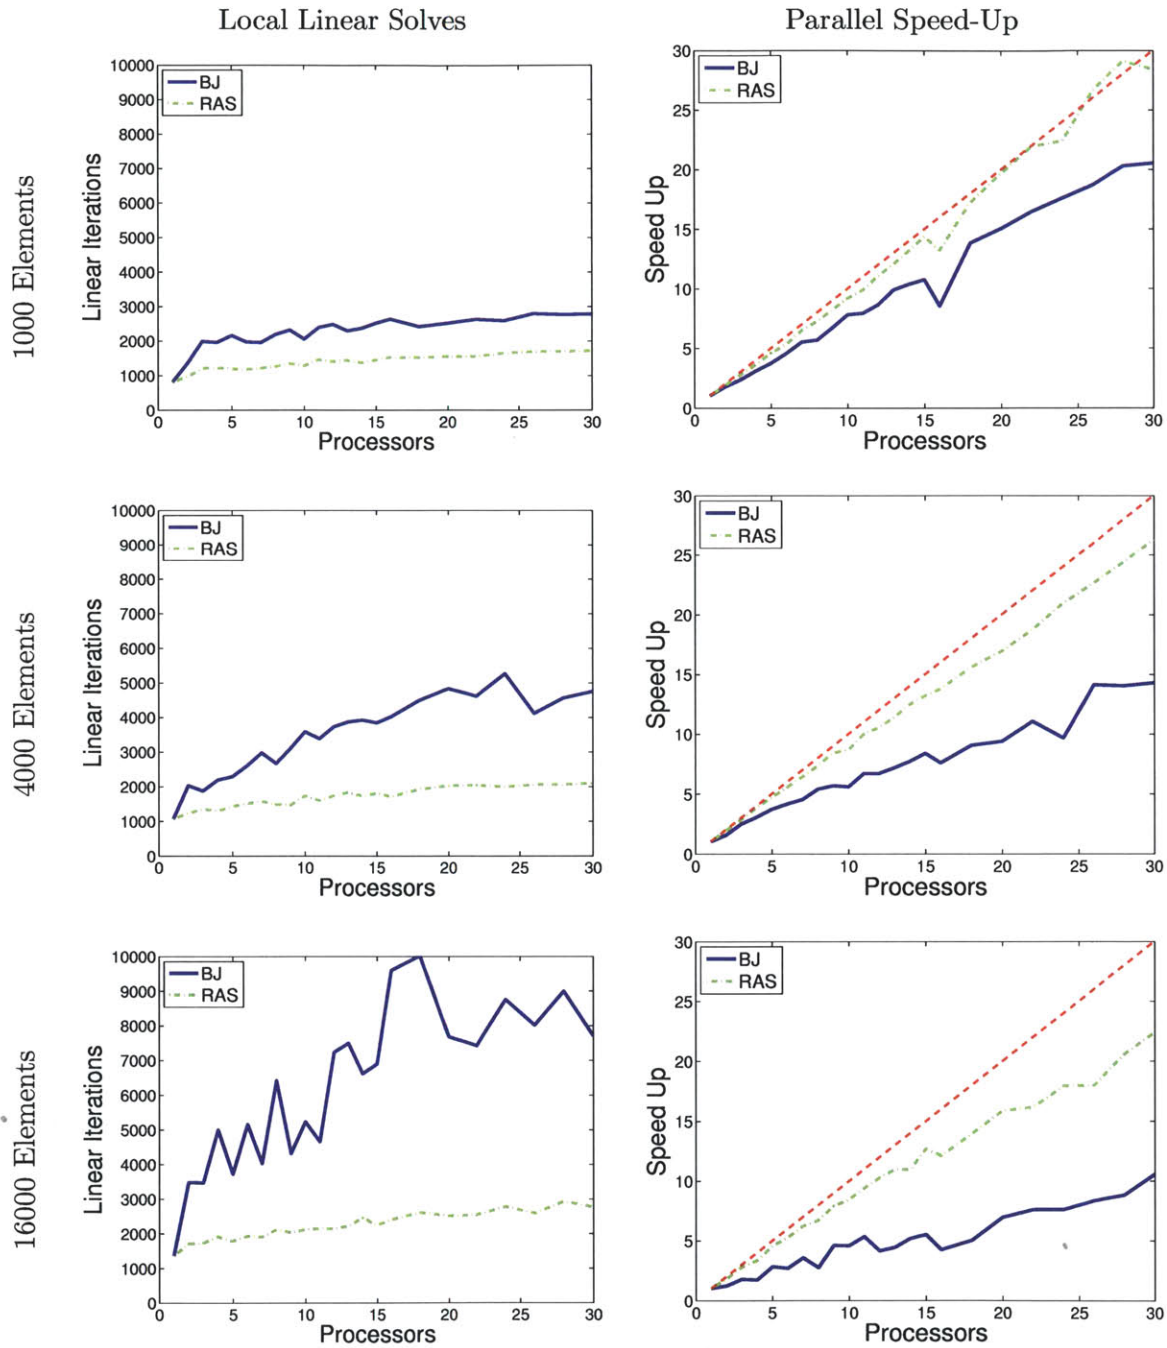 Local Linear Solves
Parallel Speed-Up
1000 Elements
Linear Iterations
10000
9000
8000
7000
6000
5000
4000
3000
2000
1000
0
BJ
RAS
0 5 10 15 20 25 30
Processors
Speed Up
30
25
20
15
10
5
0
BJ
RAS
0 5 10 15 20 25 30
Processors
4000 Elements
Linear Iterations
10000
9000
8000
7000
6000
5000
4000
3000
2000
1000
0
BJ
RAS
0 5 10 15 20 25 30
Processors
Speed Up
30
25
20
15
10
5
0
BJ
RAS
0 5 10 15 20 25 30
Processors
16000 Elements
Linear Iterations
10000
9000
8000
7000
6000
5000
4000
3000
2000
1000
0
BJ
RAS
0 5 10 15 20 25 30
Processors
Speed Up
30
25
20
15
10
5
0
BJ
RAS
0 5 10 15 20 25 30
Processors